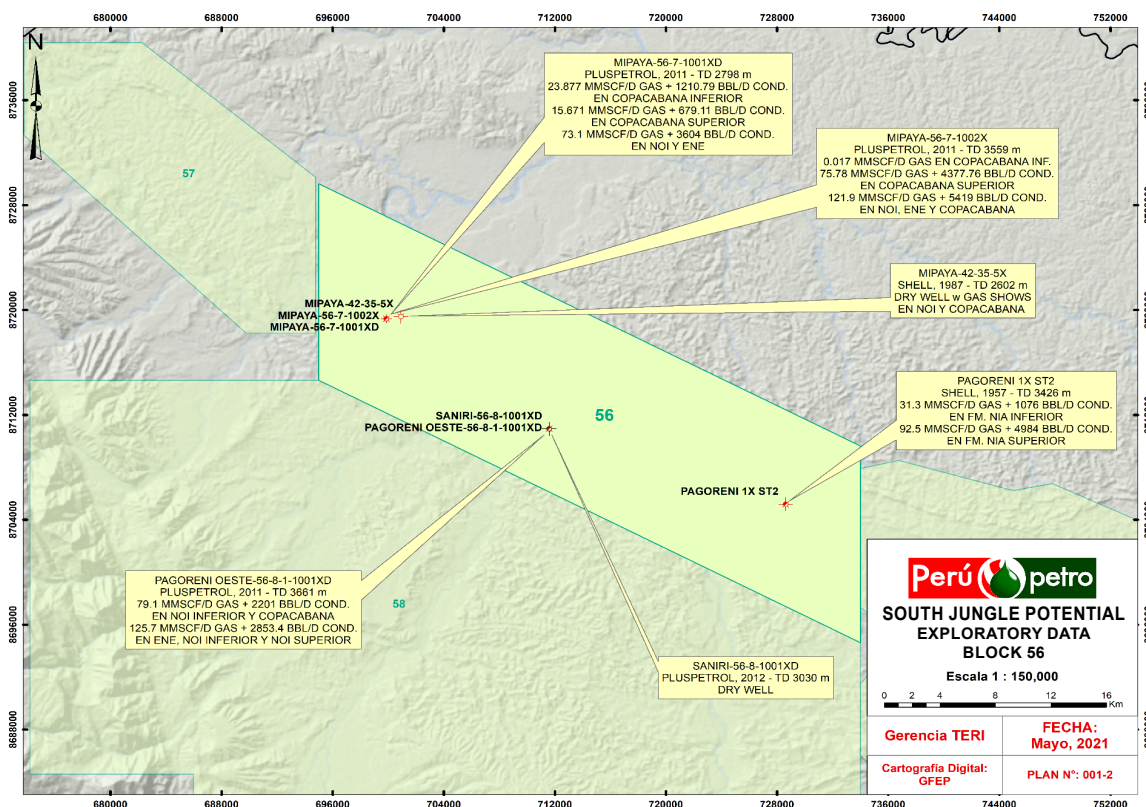 680000 688000 696000 704000 712000 720000 728000 736000 744000 752000
N
8736000
8728000
8720000
8712000
8704000
8696000
8688000
57
MIPAYA-56-7-1001XD
PLUSPETROL, 2011 - TD 2798 m
23.877 MMSCF/D GAS + 1210.79 BBL/D COND.
EN COPACABANA INFERIOR
15.671 MMSCF/D GAS + 679.11 BBL/D COND.
EN COPACABANA SUPERIOR
73.1 MMSCF/D GAS + 3604 BBL/D COND.
EN NOI Y ENE
MIPAYA-56-7-1002X
PLUSPETROL, 2011 - TD 3559 m
0.017 MMSCF/D GAS EN COPACABANA INF.
75.78 MMSCF/D GAS + 4377.76 BBL/D COND.
EN COPACABANA SUPERIOR
121.9 MMSCF/D GAS + 5419 BBL/D COND.
EN NOI, ENE Y COPACABANA
MIPAYA-42-35-5X
SHELL, 1987 - TD 2602 m
DRY WELL w GAS SHOWS
EN NOI Y COPACABANA
MIPAYA-42-35-5X
MIPAYA-56-7-1002X
MIPAYA-56-7-1001XD
PAGORENI 1X ST2
SHELL, 1957 - TD 3426 m
31.3 MMSCF/D GAS + 1076 BBL/D COND.
EN FM. NIA INFERIOR
92.5 MMSCF/D GAS + 4984 BBL/D COND.
EN FM. NIA SUPERIOR
SANIRI-56-8-1001XD
PAGORENI OESTE-56-8-1-1001XD
56
PAGORENI 1X ST2
PAGORENI OESTE-56-8-1-1001XD
PLUSPETROL, 2011 - TD 3661 m
79.1 MMSCF/D GAS + 2201 BBL/D COND.
EN NOI INFERIOR Y COPACABANA
125.7 MMSCF/D GAS + 2853.4 BBL/D COND.
EN ENE, NOI INFERIOR Y NOI SUPERIOR
58
SANIRI-56-8-1001XD
PLUSPETROL, 2012 - TD 3030 m
DRY WELL
Perú petro
SOUTH JUNGLE POTENTIAL
EXPLORATORY DATA
BLOCK 56
Escala 1 : 150,000
0 2 4 8 12 16
Km
Gerencia TERI
FECHA:
Mayo, 2021
Cartografía Digital:
GFEP
PLAN N°: 001-2
680000 688000 696000 704000 712000 720000 728000 736000 744000 752000